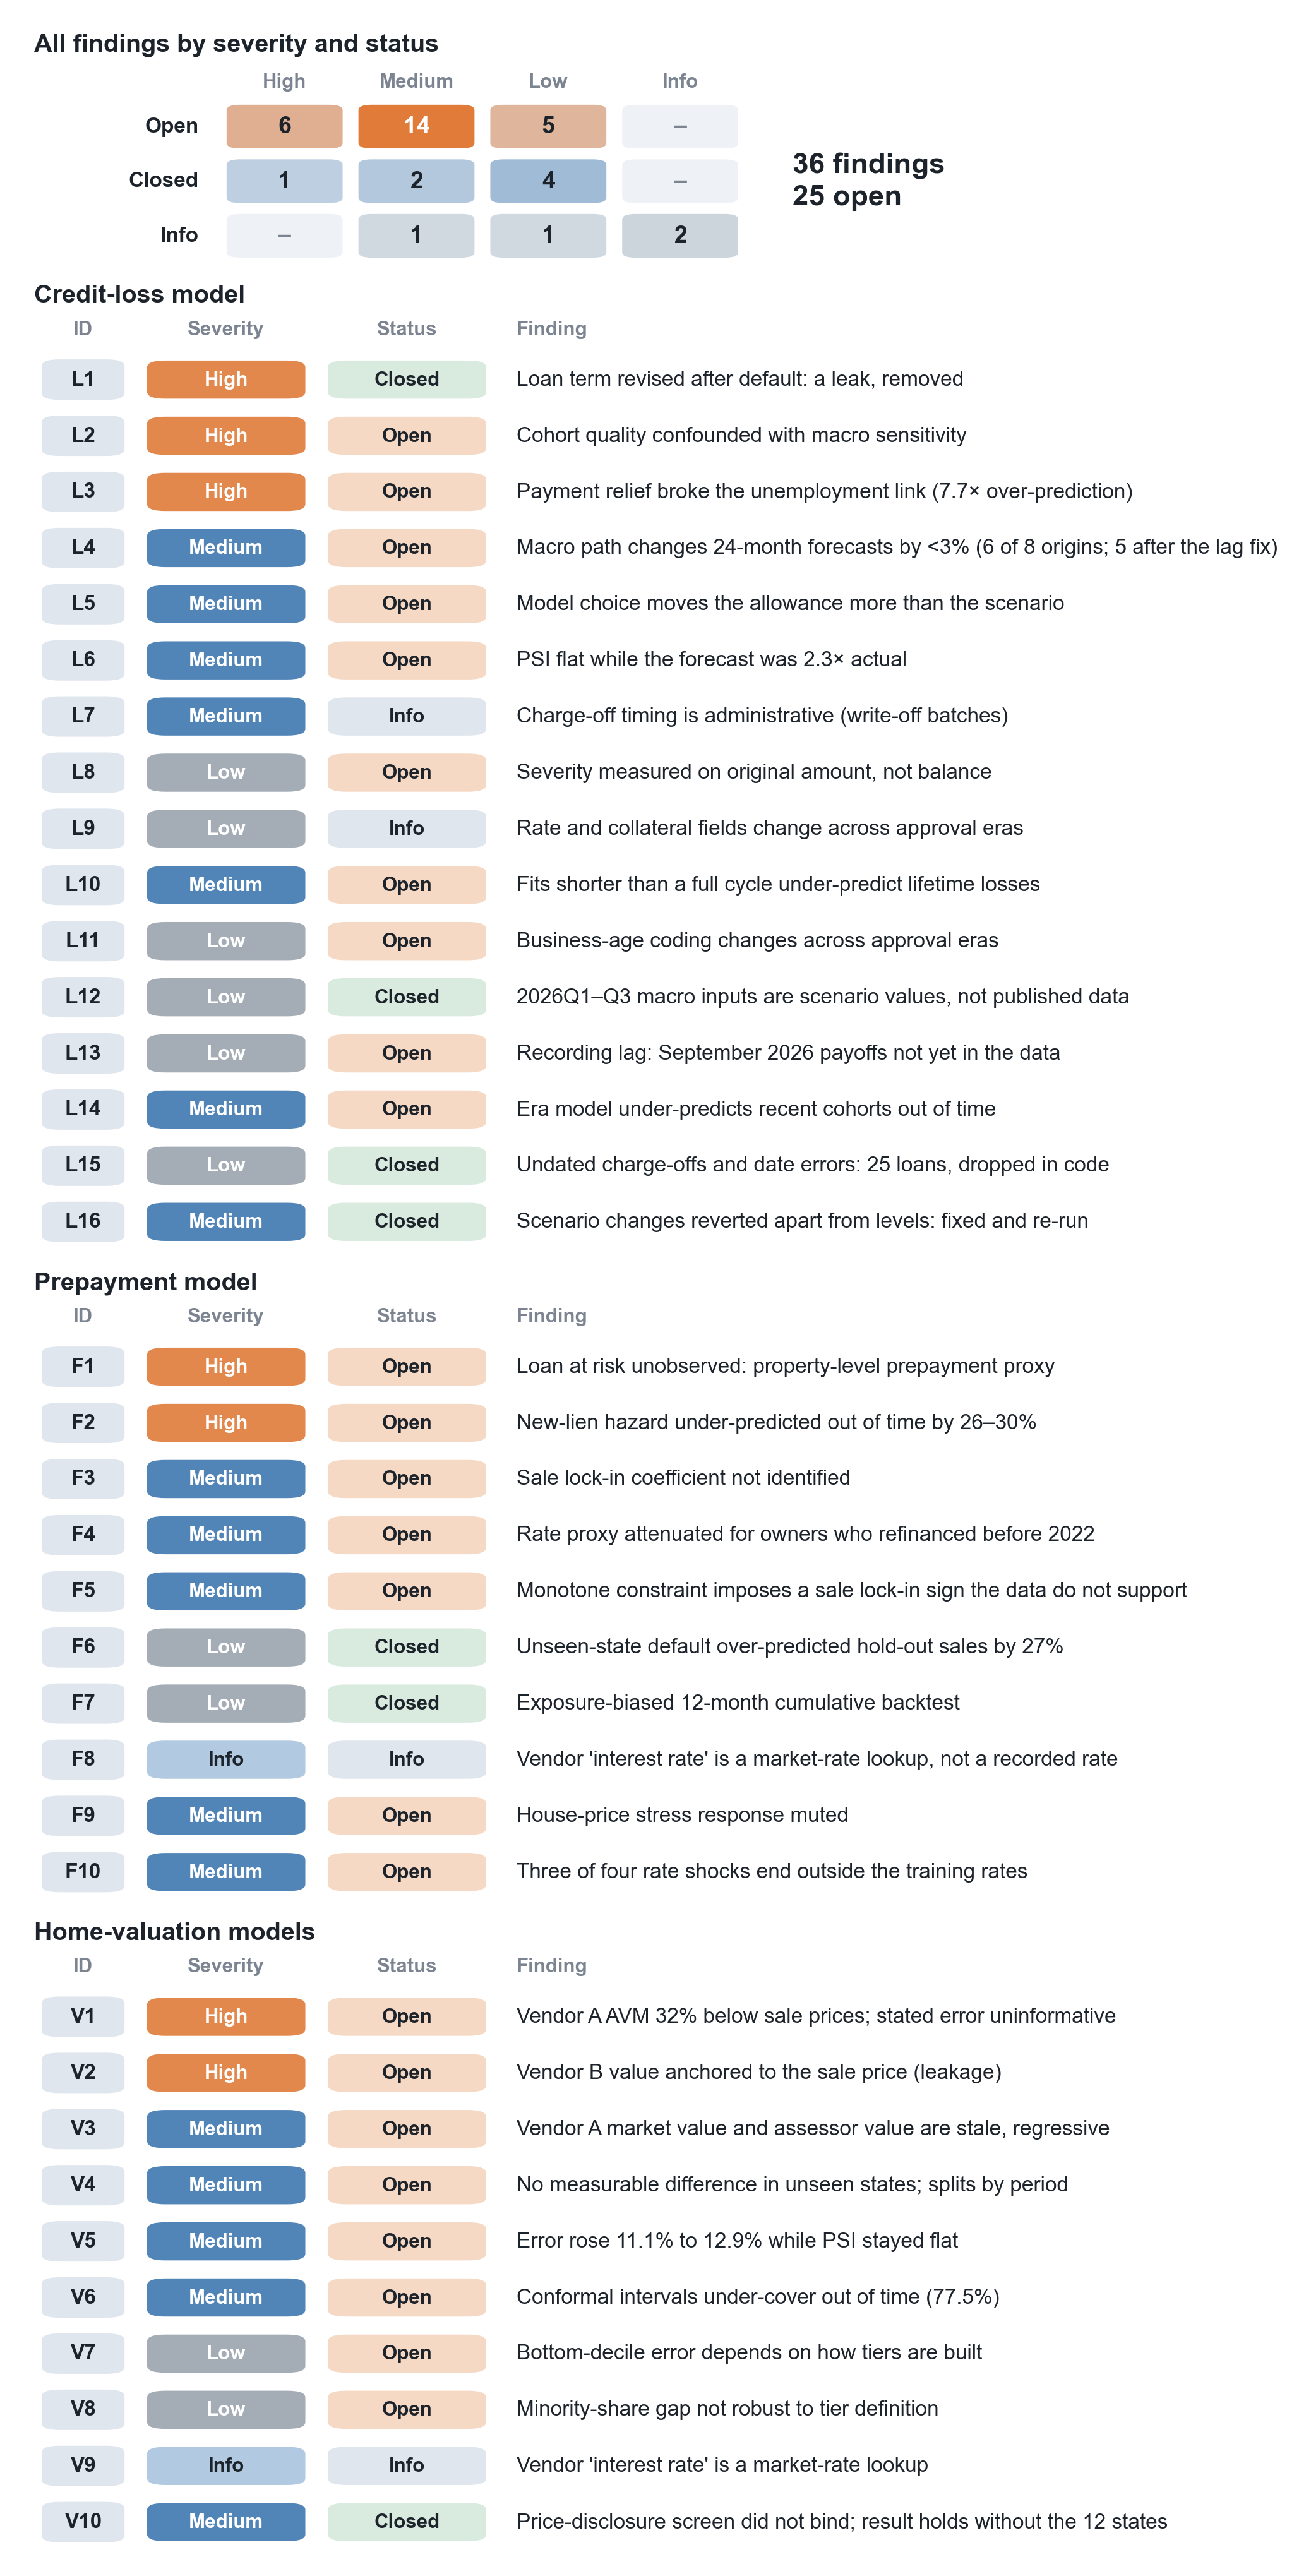 All findings by severity and status
High Medium Low Info
Open 6 14 5 –
Closed 1 2 4 –
36 findings
25 open
Info – 1 1 2
Credit-loss model
ID Severity Status Finding
L1 High Closed Loan term revised after default: a leak, removed
L2 High Open Cohort quality confounded with macro sensitivity
L3 High Open Payment relief broke the unemployment link (7.7× over-prediction)
L4 Medium Open Macro path changes 24-month forecasts by <3% (6 of 8 origins; 5 after the lag fix)
L5 Medium Open Model choice moves the allowance more than the scenario
L6 Medium Open PSI flat while the forecast was 2.3× actual
L7 Medium Info Charge-off timing is administrative (write-off batches)
L8 Low Open Severity measured on original amount, not balance
L9 Low Info Rate and collateral fields change across approval eras
L10 Medium Open Fits shorter than a full cycle under-predict lifetime losses
L11 Low Open Business-age coding changes across approval eras
L12 Low Closed 2026Q1–Q3 macro inputs are scenario values, not published data
L13 Low Open Recording lag: September 2026 payoffs not yet in the data
L14 Medium Open Era model under-predicts recent cohorts out of time
L15 Low Closed Undated charge-offs and date errors: 25 loans, dropped in code
L16 Medium Closed Scenario changes reverted apart from levels: fixed and re-run
Prepayment model
ID Severity Status Finding
F1 High Open Loan at risk unobserved: property-level prepayment proxy
F2 High Open New-lien hazard under-predicted out of time by 26–30%
F3 Medium Open Sale lock-in coefficient not identified
F4 Medium Open Rate proxy attenuated for owners who refinanced before 2022
F5 Medium Open Monotone constraint imposes a sale lock-in sign the data do not support
F6 Low Closed Unseen-state default over-predicted hold-out sales by 27%
F7 Low Closed Exposure-biased 12-month cumulative backtest
F8 Info Info Vendor 'interest rate' is a market-rate lookup, not a recorded rate
F9 Medium Open House-price stress response muted
F10 Medium Open Three of four rate shocks end outside the training rates
Home-valuation models
ID Severity Status Finding
V1 High Open Vendor A AVM 32% below sale prices; stated error uninformative
V2 High Open Vendor B value anchored to the sale price (leakage)
V3 Medium Open Vendor A market value and assessor value are stale, regressive
V4 Medium Open No measurable difference in unseen states; splits by period
V5 Medium Open Error rose 11.1% to 12.9% while PSI stayed flat
V6 Medium Open Conformal intervals under-cover out of time (77.5%)
V7 Low Open Bottom-decile error depends on how tiers are built
V8 Low Open Minority-share gap not robust to tier definition
V9 Info Info Vendor 'interest rate' is a market-rate lookup
V10 Medium Closed Price-disclosure screen did not bind; result holds without the 12 states